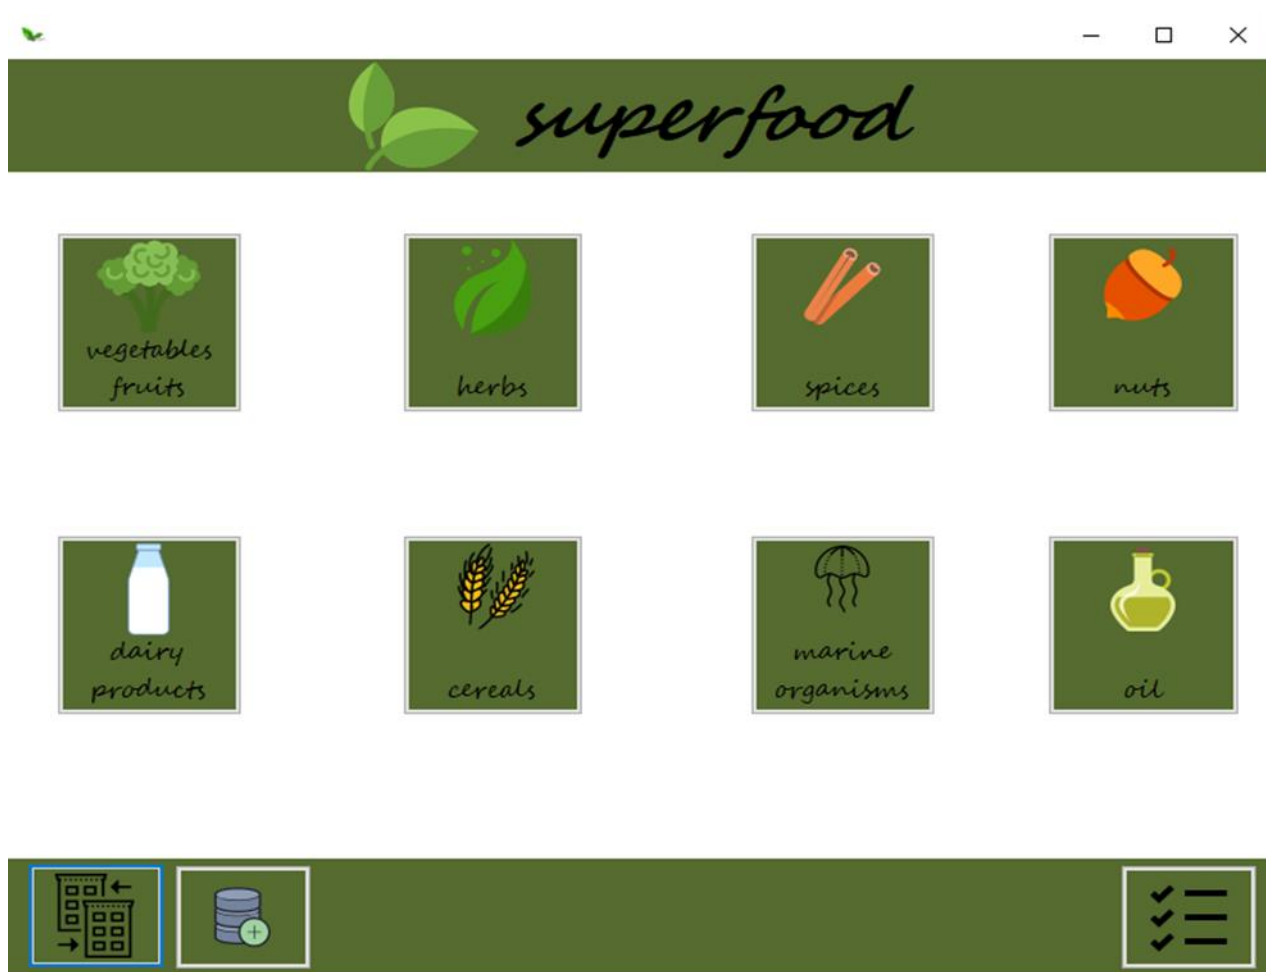 superfood
vegetables
fruits
herbs
spices
nuts
dairy
products
cereals
marine
organisms
oil